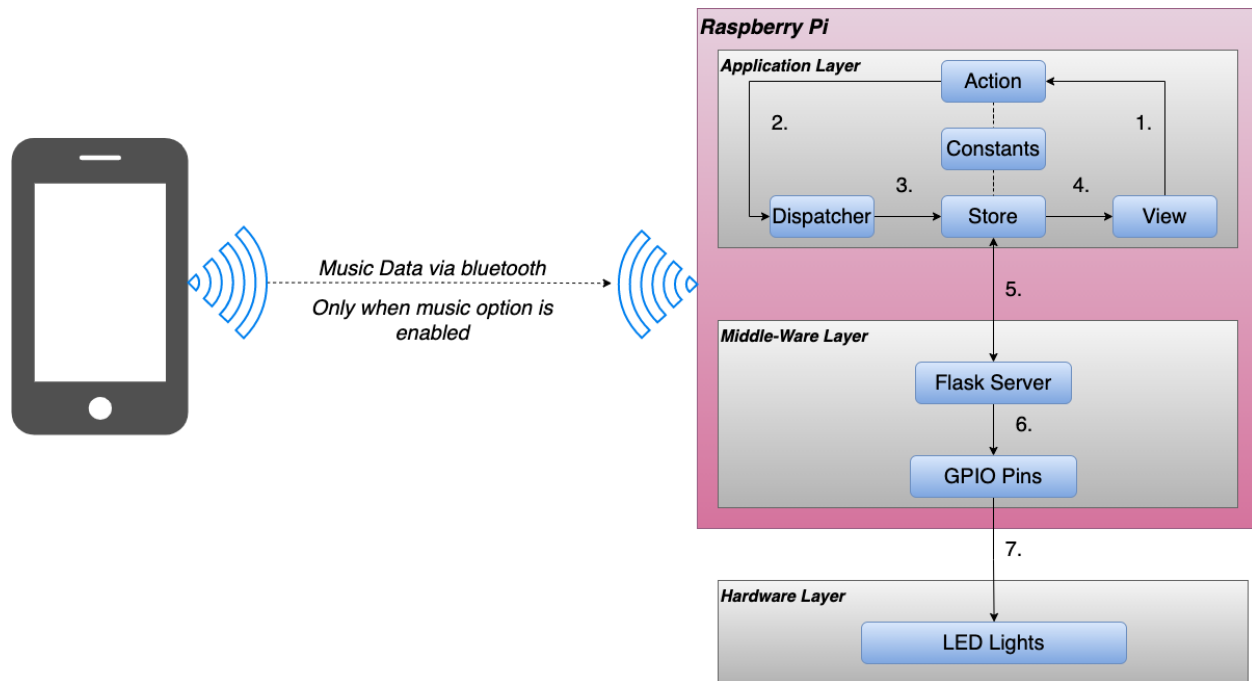 Raspberry Pi
Application Layer
Action
2.
1.
Constants
3.
4.
Dispatcher
Store
View
Music Data via bluetooth
Only when music option is
enabled
5.
Middle-Ware Layer
Flask Server
6.
GPIO Pins
7.
Hardware Layer
LED Lights